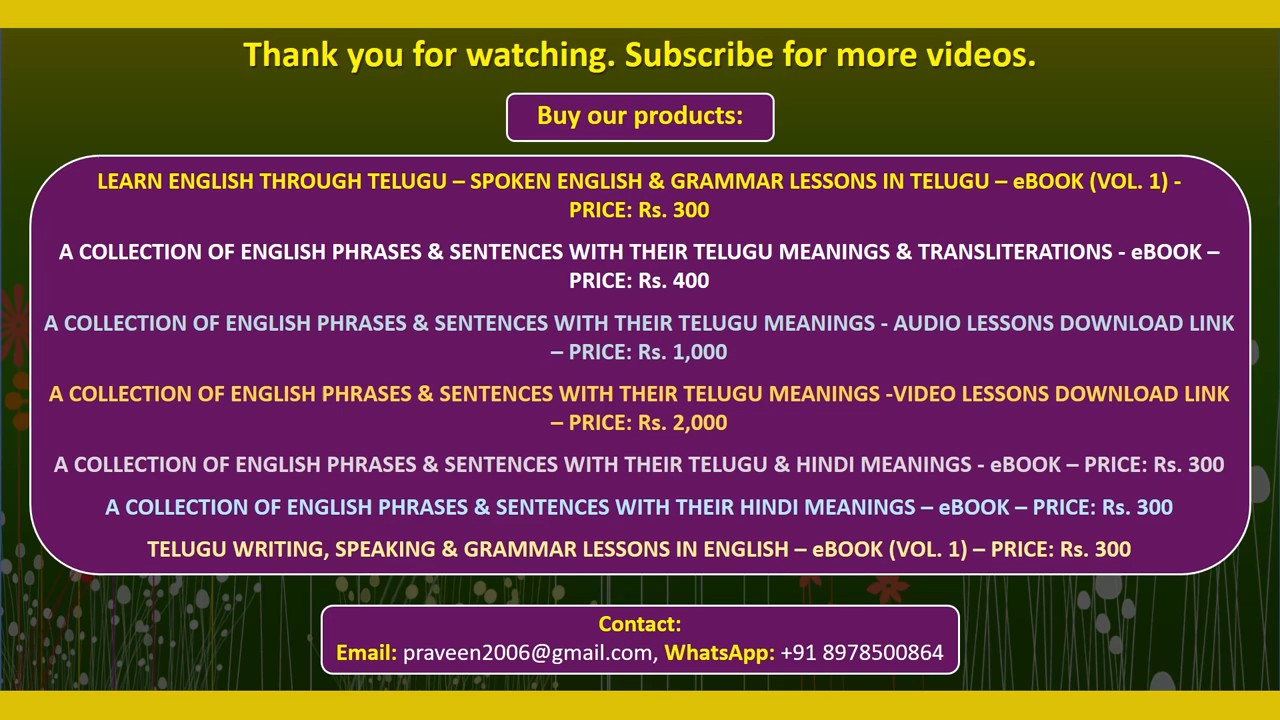 Thank you for watching. Subscribe for more videos.
Buy our products:
LEARN ENGLISH THROUGH TELUGU – SPOKEN ENGLISH & GRAMMAR LESSONS IN TELUGU – eBOOK (VOL. 1) -
PRICE: Rs. 300
A COLLECTION OF ENGLISH PHRASES & SENTENCES WITH THEIR TELUGU MEANINGS & TRANSLITERATIONS - eBOOK –
PRICE: Rs. 400
A COLLECTION OF ENGLISH PHRASES & SENTENCES WITH THEIR TELUGU MEANINGS - AUDIO LESSONS DOWNLOAD LINK
– PRICE: Rs. 1,000
A COLLECTION OF ENGLISH PHRASES & SENTENCES WITH THEIR TELUGU MEANINGS -VIDEO LESSONS DOWNLOAD LINK
– PRICE: Rs. 2,000
A COLLECTION OF ENGLISH PHRASES & SENTENCES WITH THEIR TELUGU & HINDI MEANINGS - eBOOK – PRICE: Rs. 300
A COLLECTION OF ENGLISH PHRASES & SENTENCES WITH THEIR HINDI MEANINGS – eBOOK – PRICE: Rs. 300
TELUGU WRITING, SPEAKING & GRAMMAR LESSONS IN ENGLISH – eBOOK (VOL. 1) – PRICE: Rs. 300
Contact:
Email: praveen2006@gmail.com, WhatsApp: +91 8978500864